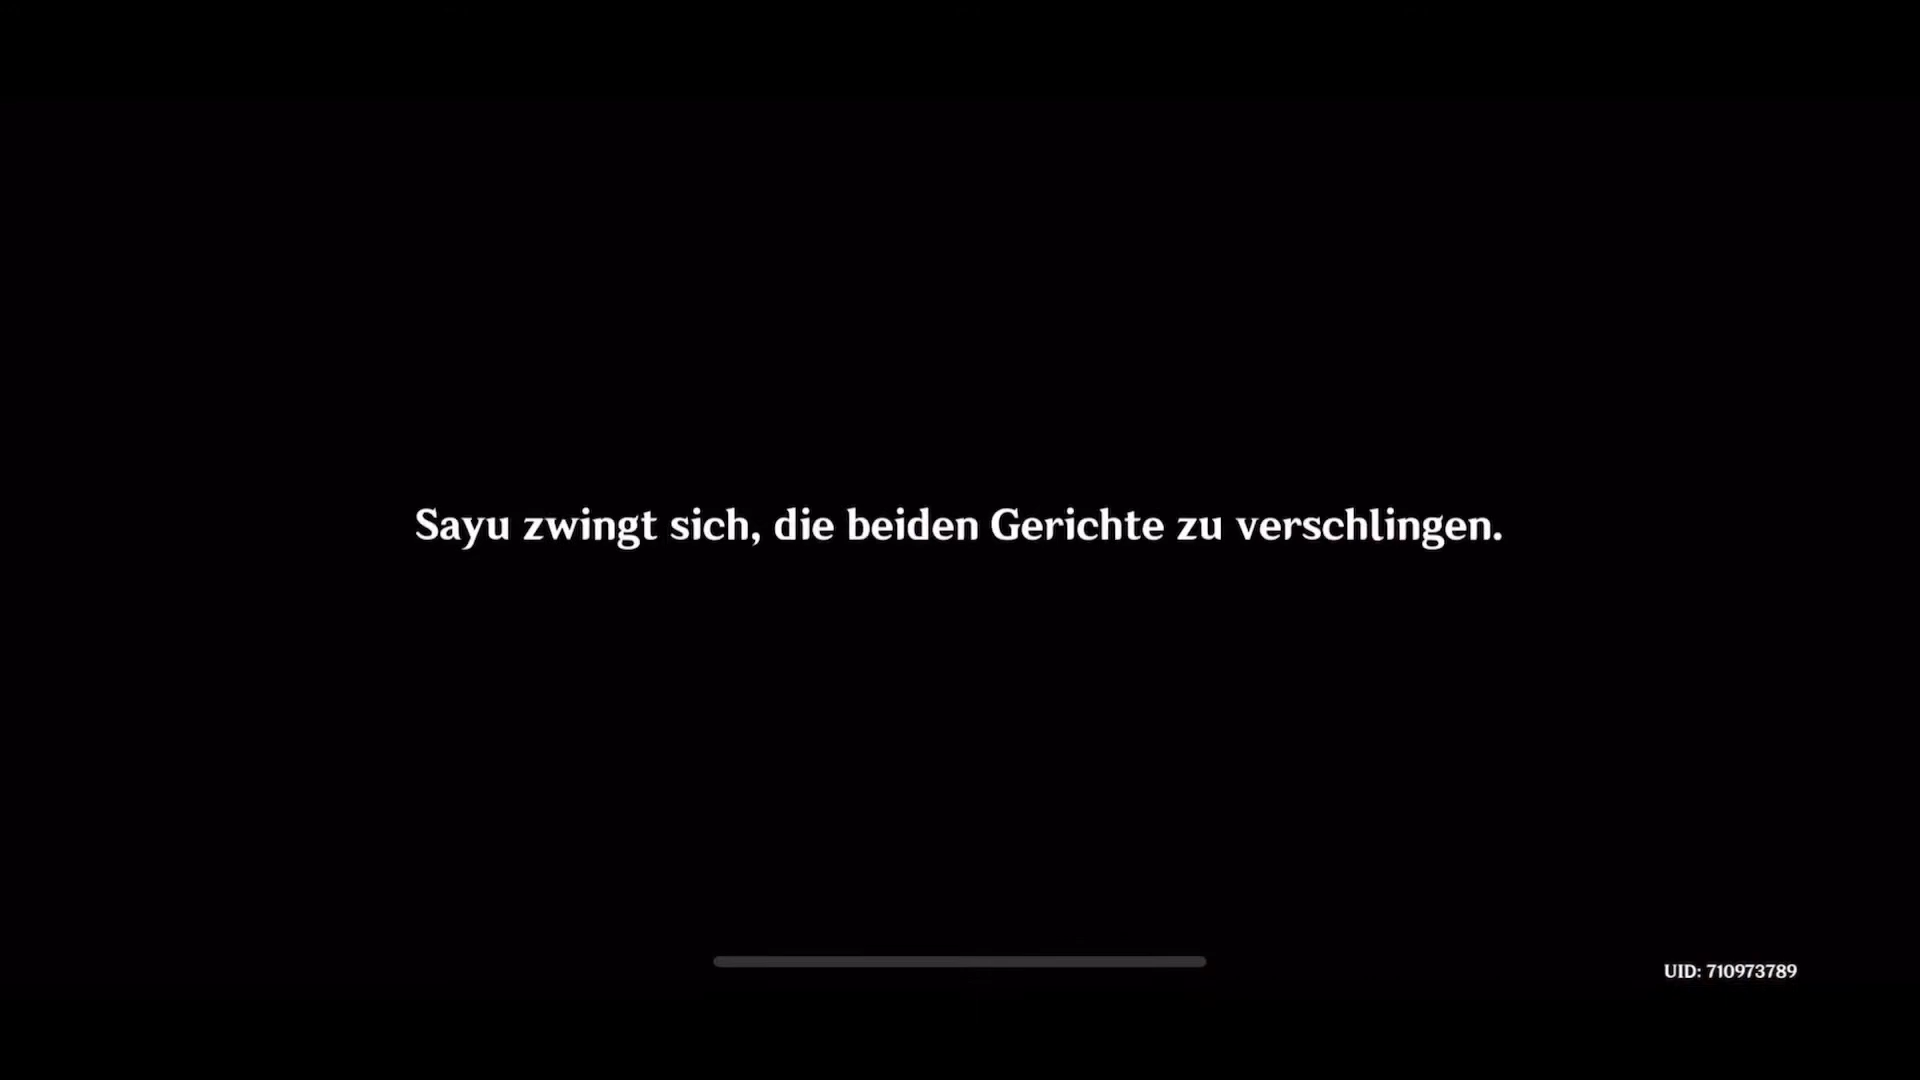 Sayu zwingt sich, die beiden Gerichte zu verschlingen.
UID: 710973789